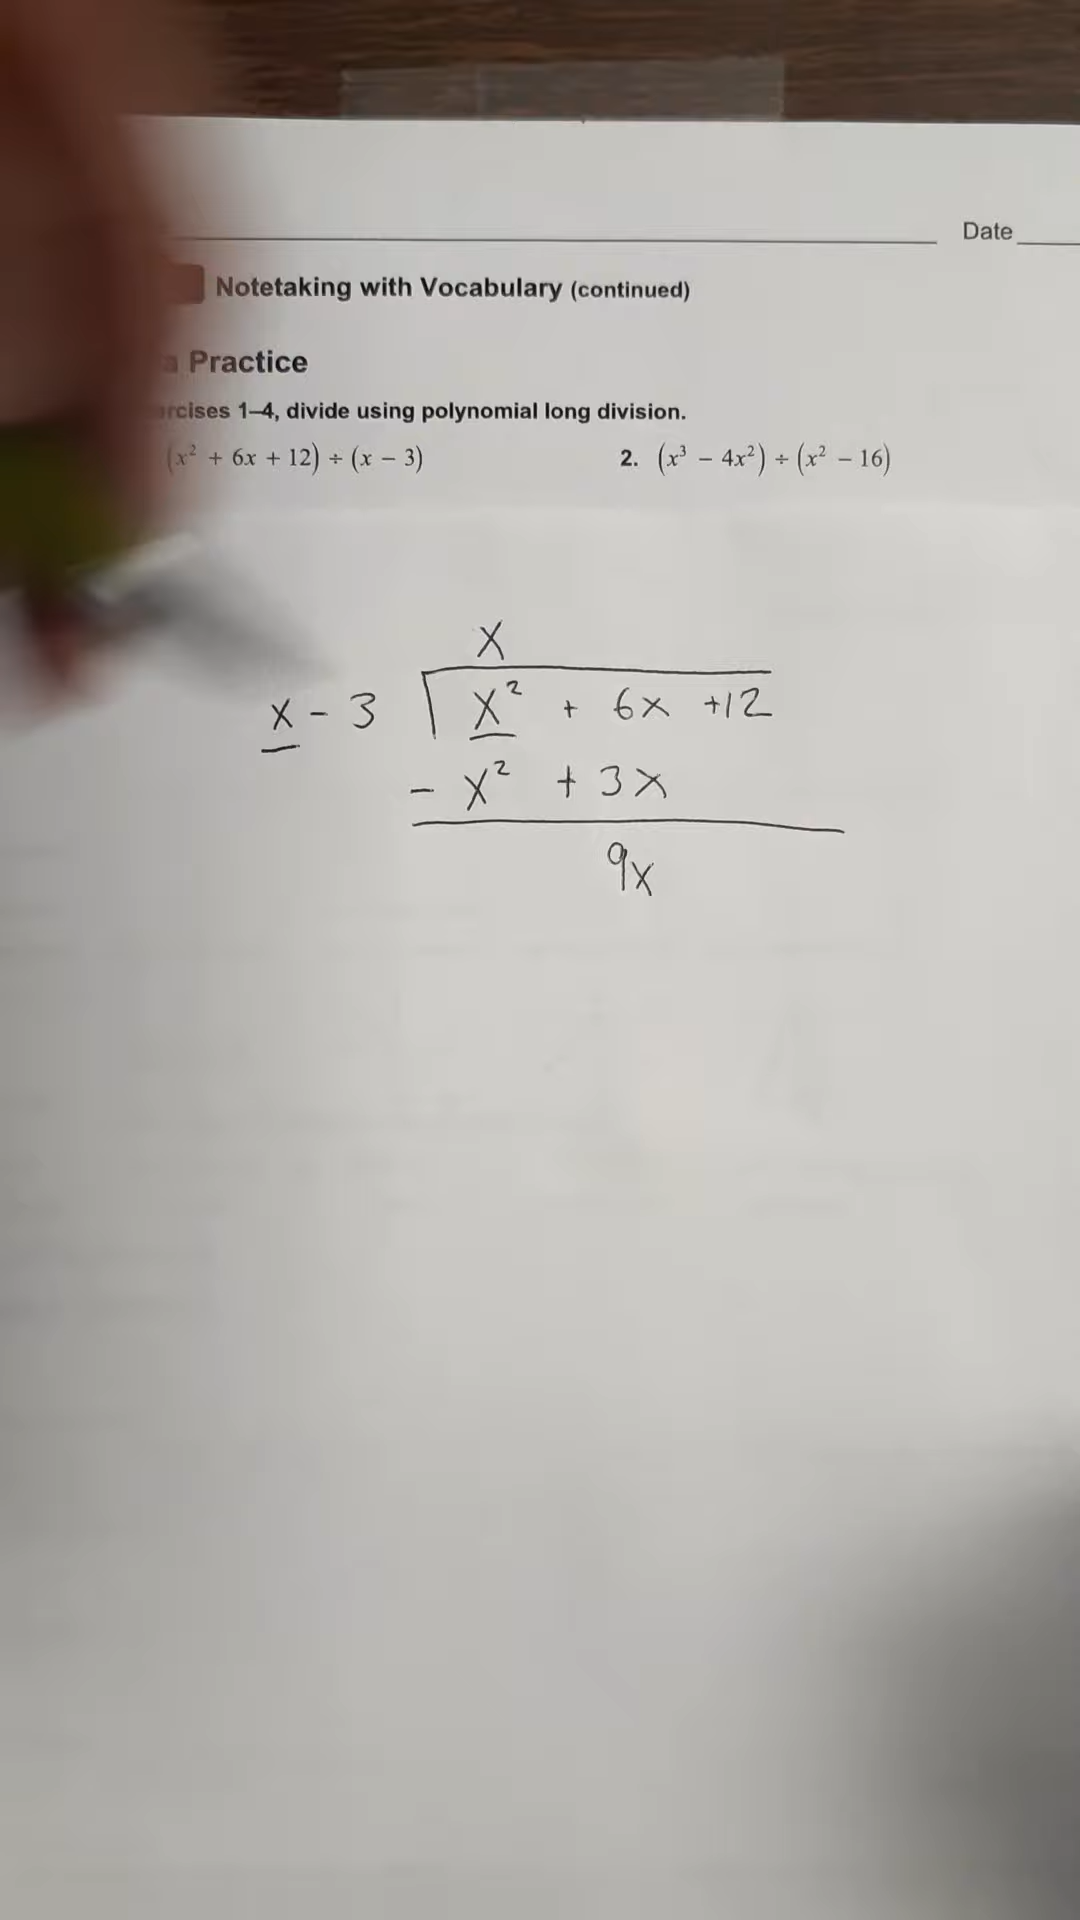 Date
Notetaking with Vocabulary (continued)
Practice
1–4, divide using polynomial long division.
(x² + 6x + 12) ÷ (x − 3)
2. (x³ − 4x²) ÷ (x² − 16)
x
x - 3 x² + 6x +12
- x² + 3x
9x